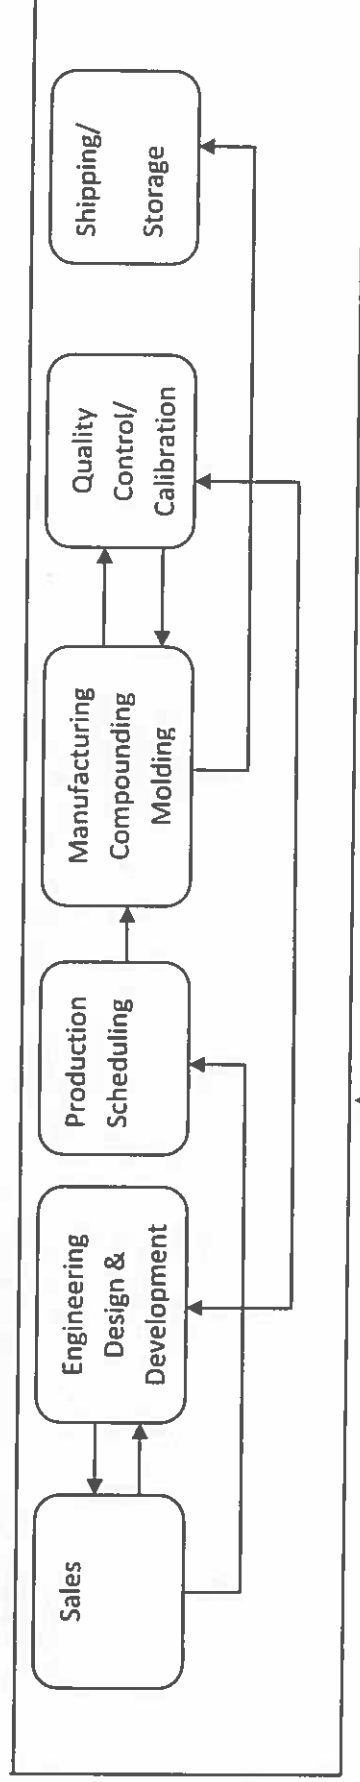 Sales
Engineering
Design &
Development
Production
Scheduling
Manufacturing
Compounding
Molding
Quality
Control/
Calibration
Shipping/
Storage